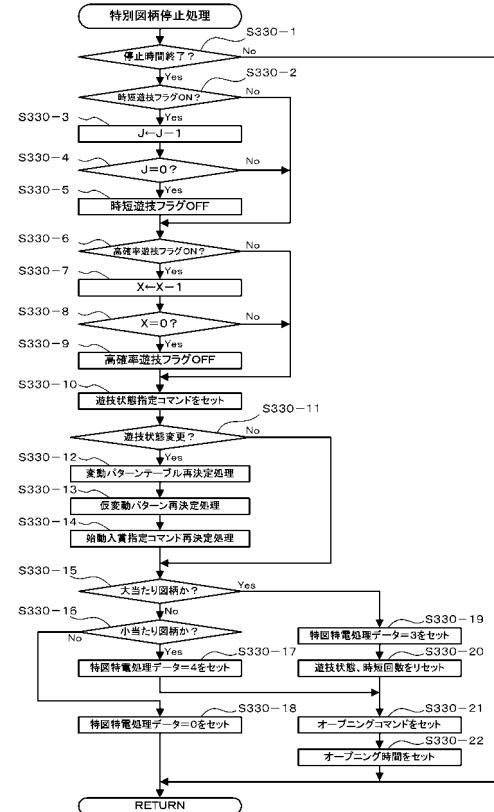 特別図柄停止処理
S330-1
停止時間終了？
No
Yes
S330-2
時短遊技フラグON？
No
Yes
S330-3
J←J-1
S330-4
J=0？
No
Yes
S330-5
時短遊技フラグOFF
S330-6
高確率遊技フラグON？
No
Yes
S330-7
X←X-1
S330-8
X=0？
No
Yes
S330-9
高確率遊技フラグOFF
S330-10
遊技状態指定コマンドをセット
S330-11
遊技状態変更？
No
Yes
S330-12
変動パターンテーブル再決定処理
S330-13
仮変動パターン再決定処理
S330-14
始動入賞指定コマンド再決定処理
S330-15
大当たり図柄か？
Yes
No
S330-16
小当たり図柄か？
No
Yes
S330-17
特図特電処理データ=4をセット
S330-18
特図特電処理データ=0をセット
S330-19
特図特電処理データ=3をセット
S330-20
遊技状態、時短回数をリセット
S330-21
オープニングコマンドをセット
S330-22
オープニング時間をセット
RETURN